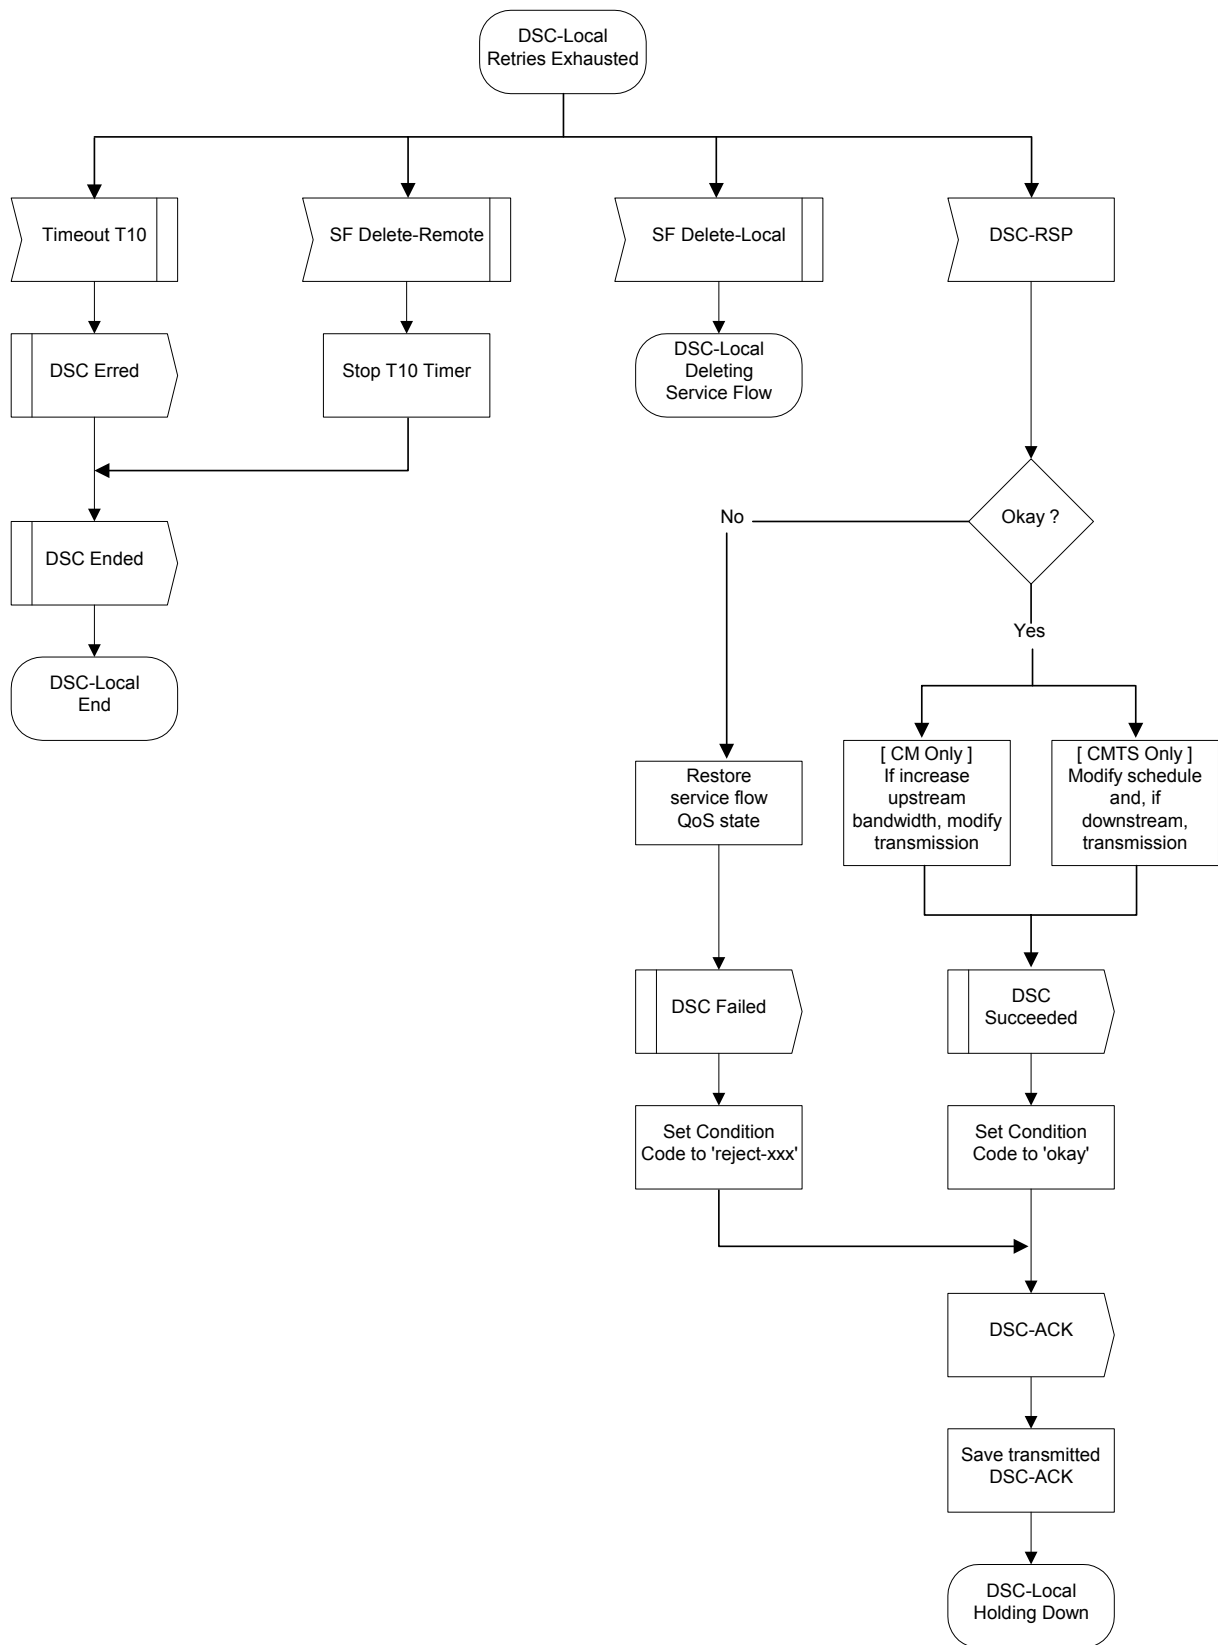 DSC-Local
Retries Exhausted
Timeout T10
SF Delete-Remote
SF Delete-Local
DSC-RSP
DSC Erred
Stop T10 Timer
DSC-Local
Deleting
Service Flow
No
Okay ?
DSC Ended
Yes
DSC-Local
End
[ CM Only ]
If increase
upstream
bandwidth, modify
transmission
[ CMTS Only ]
Modify schedule
and, if
downstream,
transmission
Restore
service flow
QoS state
DSC Failed
DSC
Succeeded
Set Condition
Code to 'reject-xxx'
Set Condition
Code to 'okay'
DSC-ACK
Save transmitted
DSC-ACK
DSC-Local
Holding Down